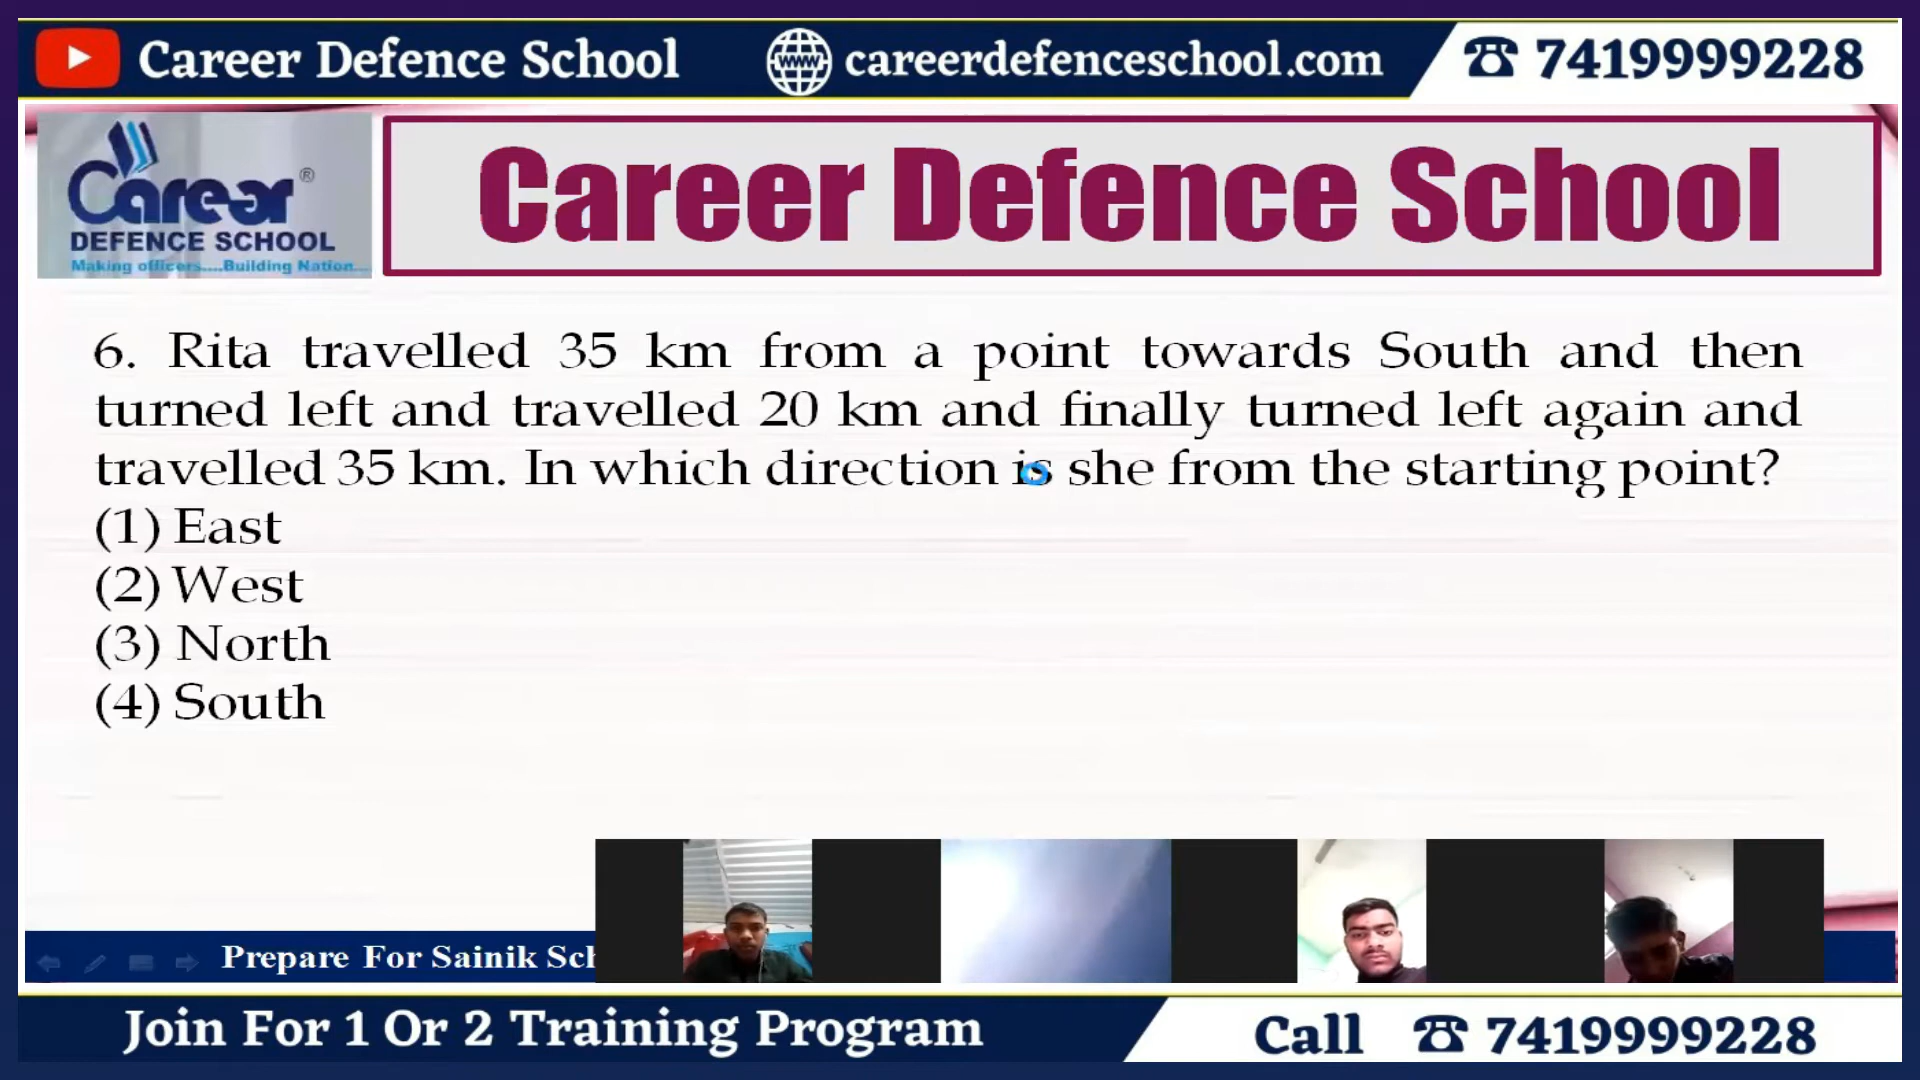 Career Defence School
www
careerdefenceschool.com
7419999228
Career®
DEFENCE SCHOOL
Making officers....Building Nation....
Career Defence School
6. Rita travelled 35 km from a point towards South and then
turned left and travelled 20 km and finally turned left again and
travelled 35 km. In which direction is she from the starting point?
(1) East
(2) West
(3) North
(4) South
Prepare For Sainik Sch
Join For 1 Or 2 Training Program
Call 7419999228